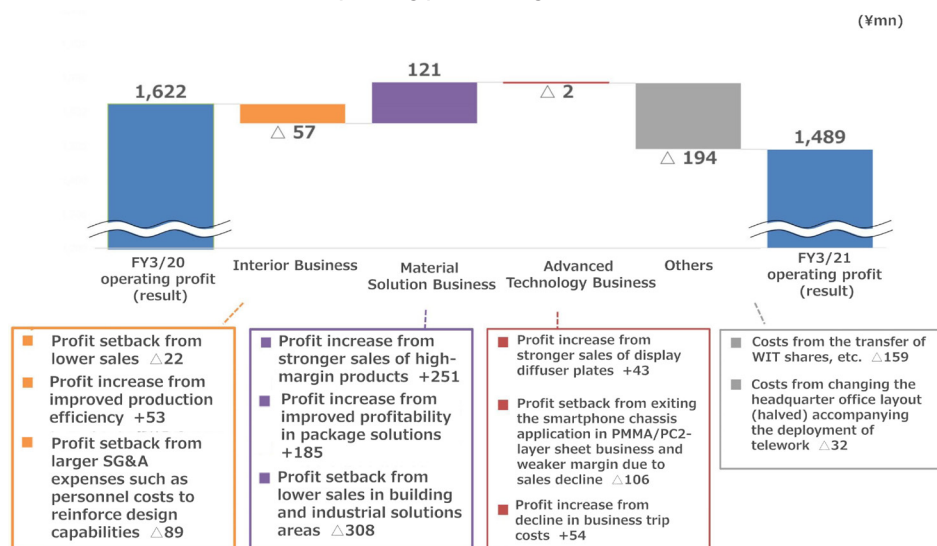 (¥mn)
1,622
△ 57
121
△ 2
△ 194
1,489
FY3/20
operating profit
(result)
Interior Business
Material
Solution Business
Advanced
Technology Business
Others
FY3/21
operating profit
(result)
Profit setback from
lower sales △22
Profit increase from
improved production
efficiency +53
Profit setback from
larger SG&A
expenses such as
personnel costs to
reinforce design
capabilities △89
Profit increase from
stronger sales of high-
margin products +251
Profit increase from
improved profitability
in package solutions
+185
Profit setback from
lower sales in building
and industrial solutions
areas △308
Profit increase from
stronger sales of display
diffuser plates +43
Profit setback from exiting
the smartphone chassis
application in PMMA/PC2-
layer sheet business and
weaker margin due to
sales decline △106
Profit increase from
decline in business trip
costs +54
Costs from the transfer of
WIT shares, etc. △159
Costs from changing the
headquarter office layout
(halved) accompanying
the deployment of
telework △32